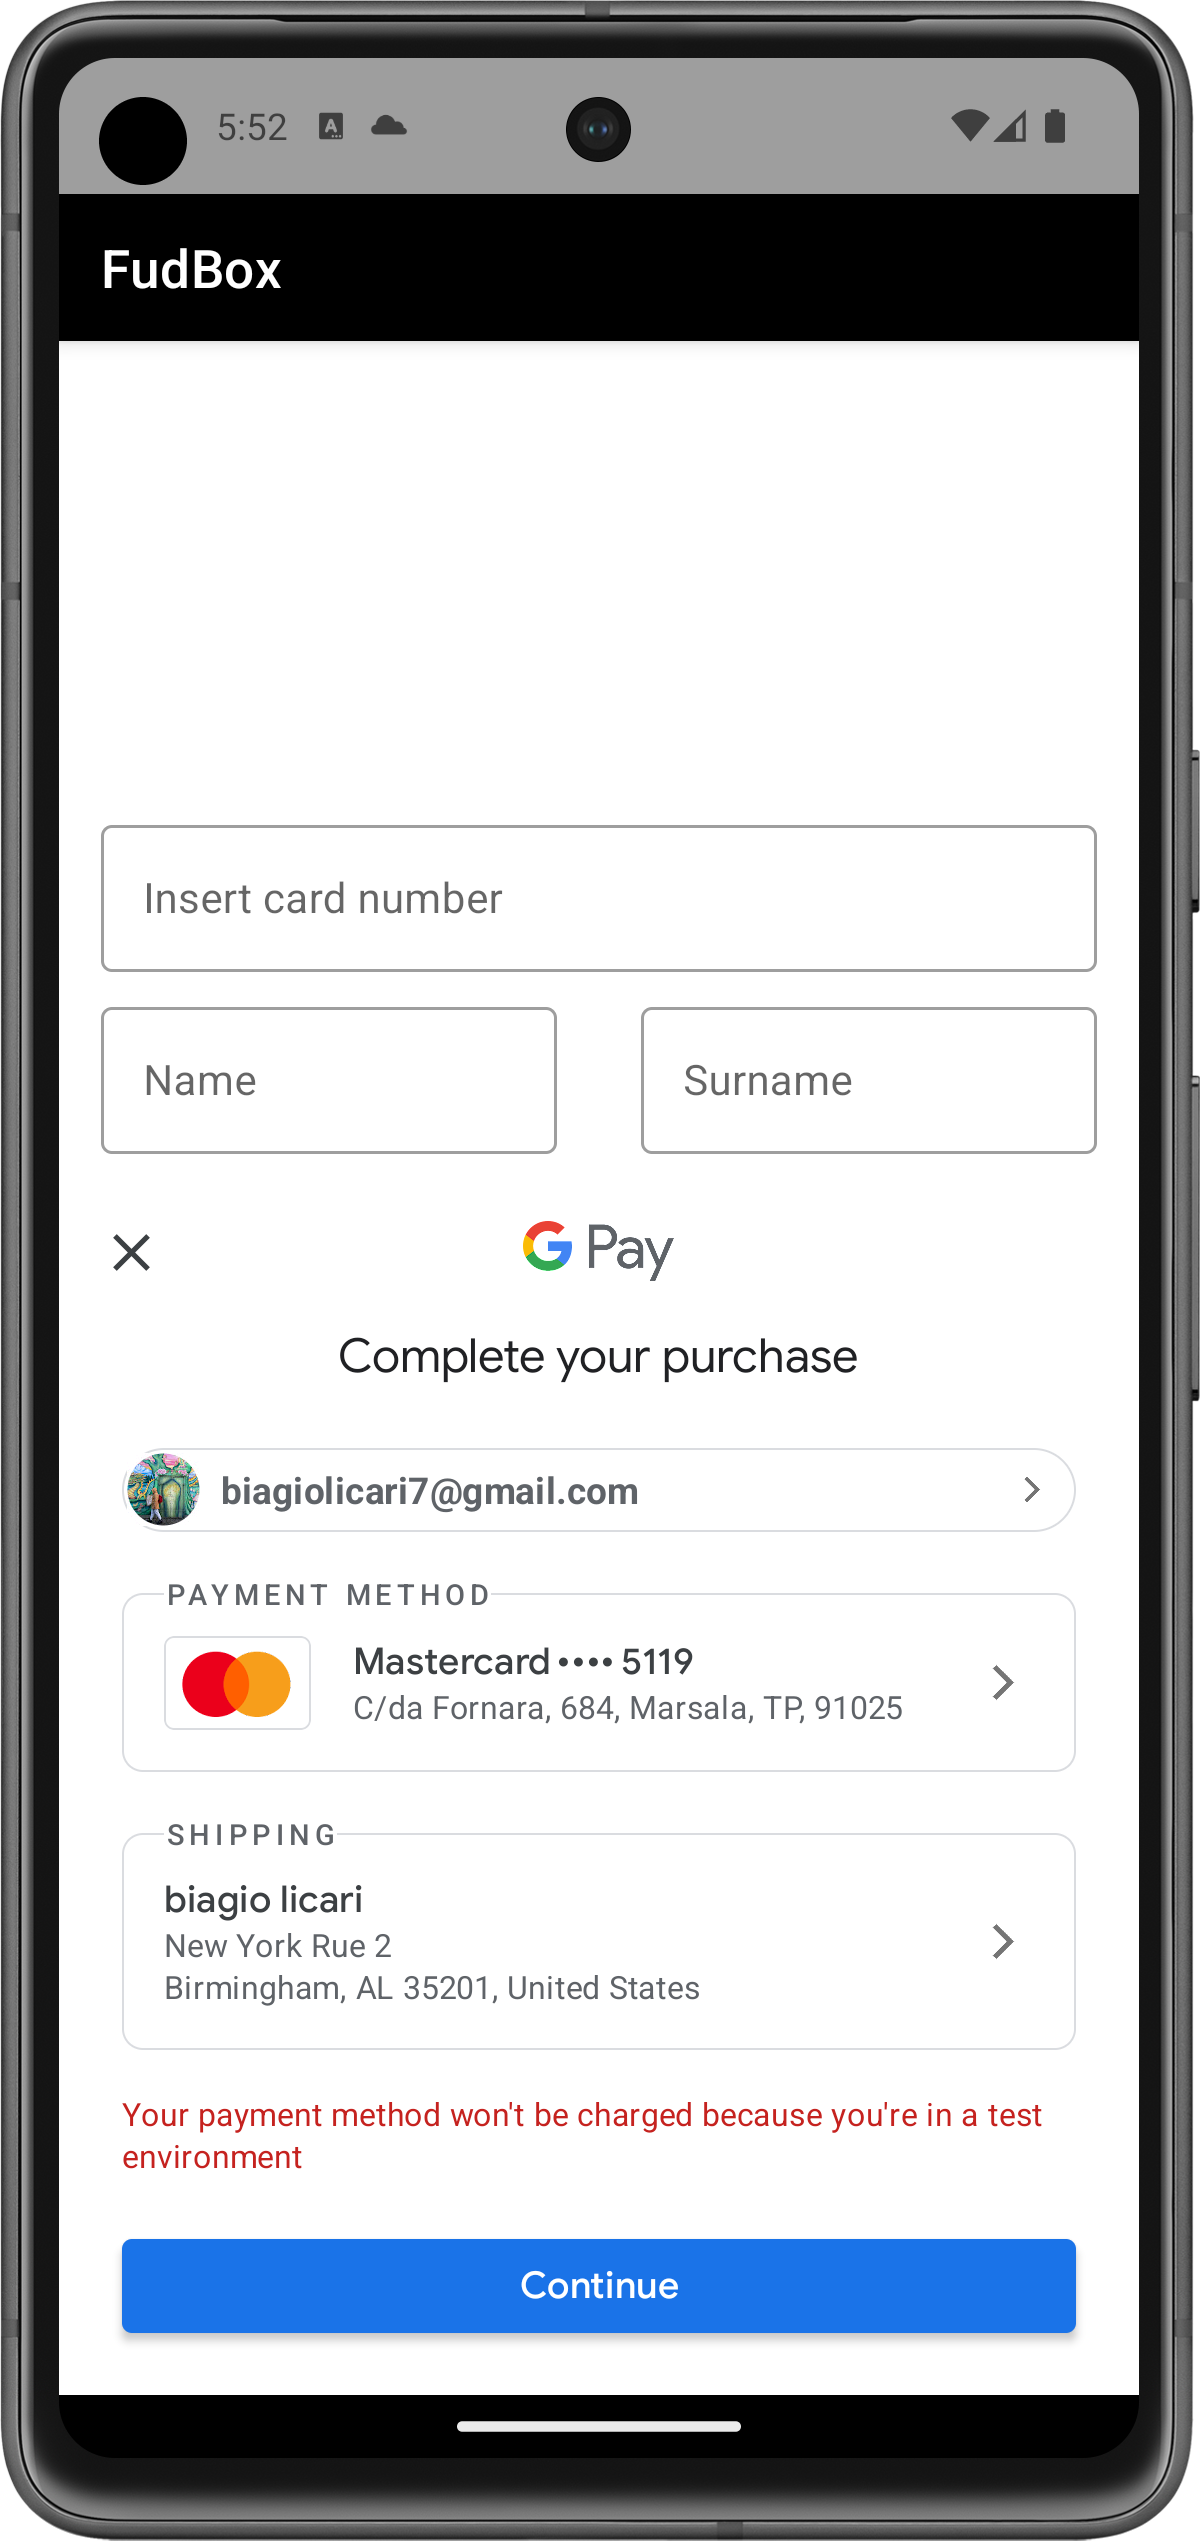 5:52 A
FudBox
Insert card number
Name Surname
G Pay
Complete your purchase
biagiolicari7@gmail.com
PAYMENT METHOD
Mastercard •••• 5119
C/da Fornara, 684, Marsala, TP, 91025
SHIPPING
biagio licari
New York Rue 2
Birmingham, AL 35201, United States
Your payment method won't be charged because you're in a test
environment
Continue